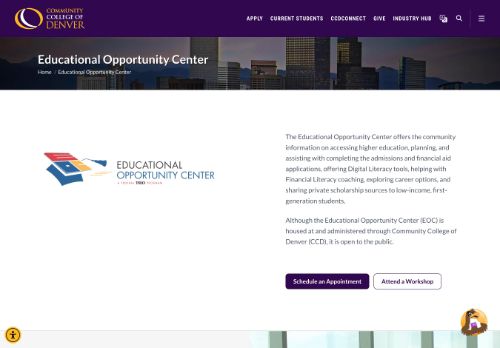 COMMUNITY
COLLEGE OF
DENVER
APPLY CURRENT STUDENTS CCDCONNECT GIVE INDUSTRY HUB
Educational Opportunity Center
Home / Educational Opportunity Center
EDUCATIONAL
OPPORTUNITY CENTER
The Educational Opportunity Center offers the community
information on accessing higher education, planning, and
assisting with completing the admissions and financial aid
applications, offering Digital Literacy tools, helping with
Financial Literacy coaching, exploring career options, and
sharing private scholarship sources to low-income, first-
generation students.
Although the Educational Opportunity Center (EOC) is
housed at and administered through Community College of
Denver (CCD), it is open to the public.
Schedule an Appointment Attend a Workshop